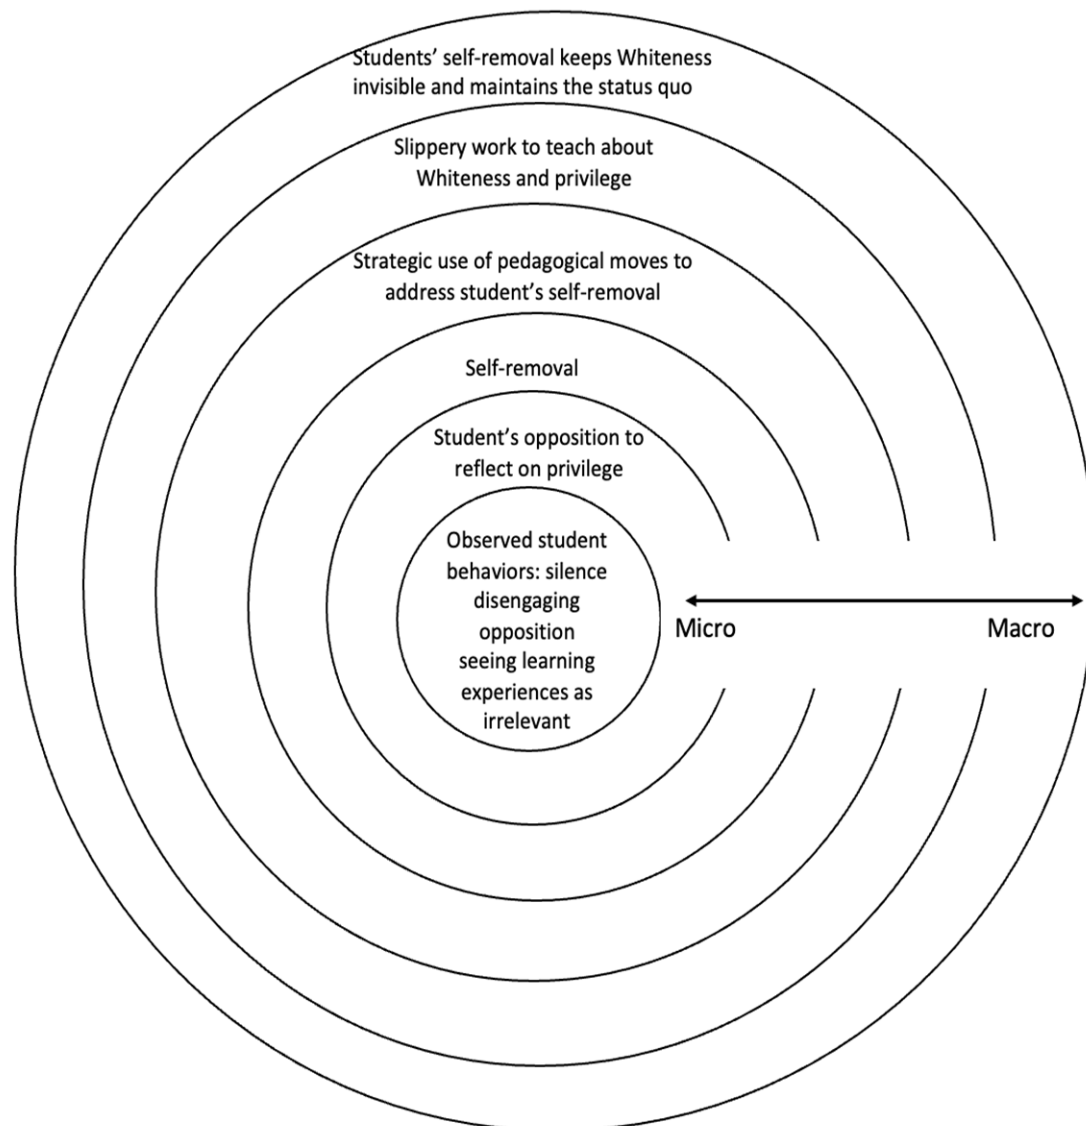 Students’ self-removal keeps Whiteness
invisible and maintains the status quo
Slippery work to teach about
Whiteness and privilege
Strategic use of pedagogical moves to
address student’s self-removal
Self-removal
Student’s opposition to
reflect on privilege
Observed student
behaviors: silence
disengaging
opposition
seeing learning
experiences as
irrelevant
Micro
Macro